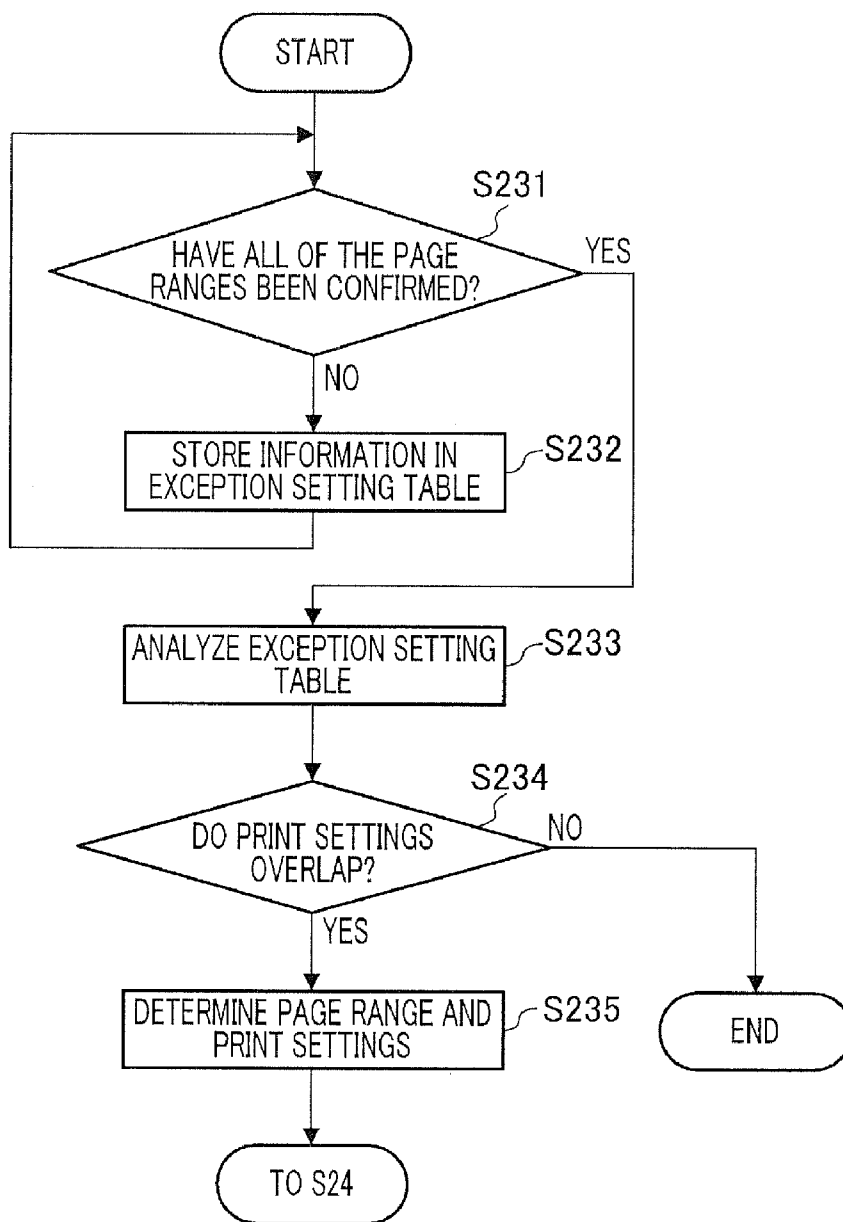 START
S231
HAVE ALL OF THE PAGE
RANGES BEEN CONFIRMED?
YES
NO
STORE INFORMATION IN
EXCEPTION SETTING TABLE
S232
ANALYZE EXCEPTION SETTING
TABLE
S233
S234
DO PRINT SETTINGS
OVERLAP?
NO
YES
DETERMINE PAGE RANGE AND
PRINT SETTINGS
S235
END
TO S24